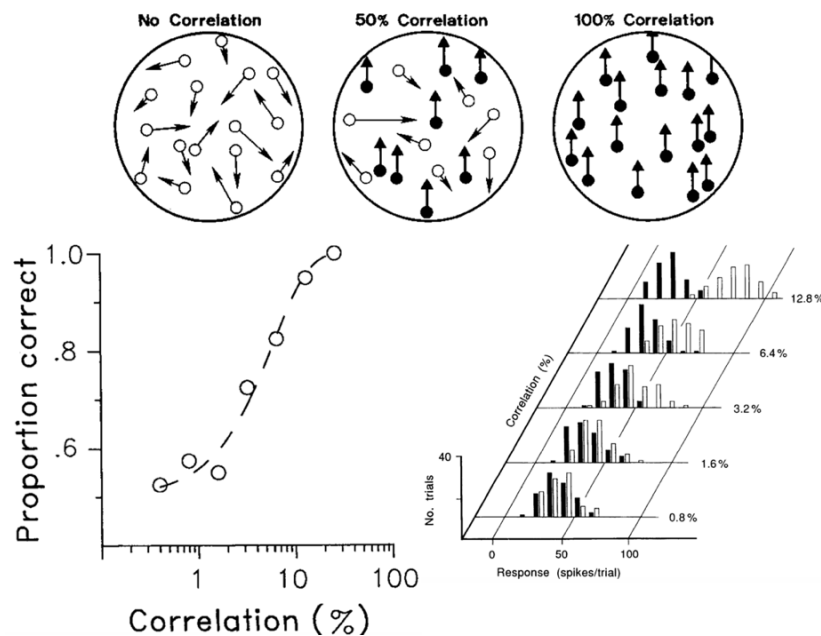 No Correlation
50% Correlation
100% Correlation
Proportion correct
1.0
.8
.6
1
10
100
Correlation (%)
Correlation (%)
12.8%
6.4%
3.2%
1.6%
0.8%
No. trials
40
0
50
100
Response (spikes/trial)